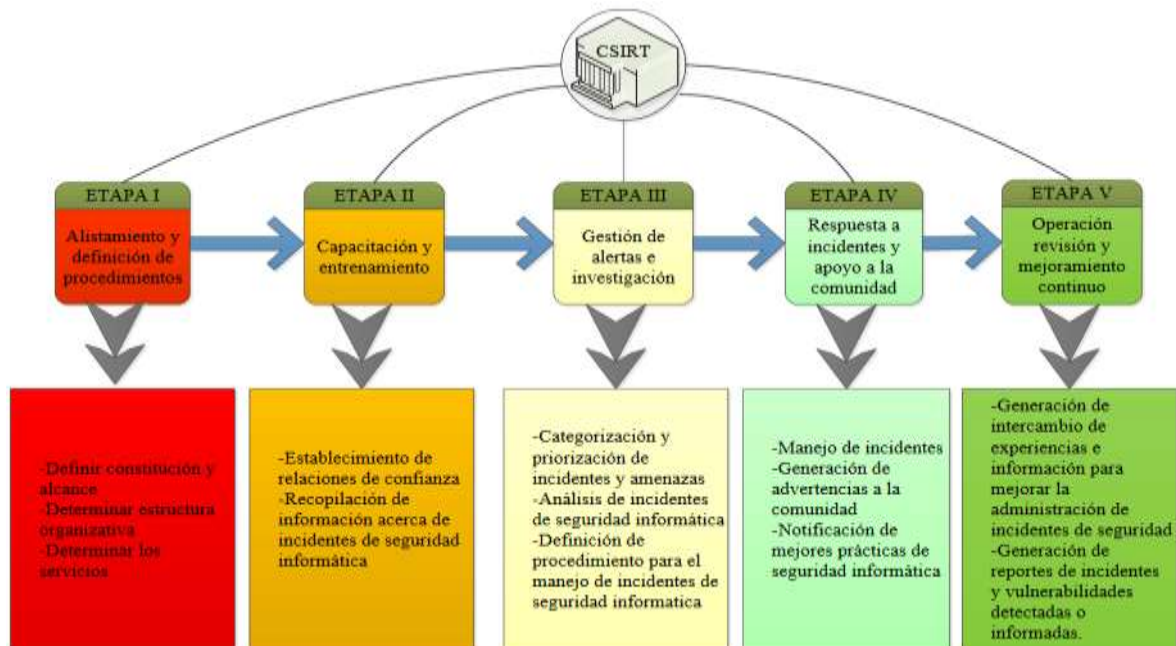 CSIRT
ETAPA I
Alistamiento y
definición de
procedimientos
ETAPA II
Capacitación y
entrenamiento
ETAPA III
Gestión de
alertas e
investigación
ETAPA IV
Respuesta a
incidentes y
apoyo a la
comunidad
ETAPA V
Operación
revisión y
mejoramiento
continuo
-Definir constitución y
alcance
-Determinar estructura
organizativa
-Determinar los
servicios
-Establecimiento de
relaciones de confianza
-Recopilación de
información acerca de
incidentes de seguridad
informática
-Categorización y
priorización de
incidentes y amenazas
-Análisis de incidentes
de seguridad informática
-Definición de
procedimiento para el
manejo de incidentes de
seguridad informatica
-Manejo de incidentes
-Generación de
advertencias a la
comunidad
-Notificación de
mejores prácticas de
seguridad informática
-Generación de
intercambio de
experiencias e
información para
mejorar la
administración de
incidentes de seguridad
-Generación de
reportes de incidentes
y vulnerabilidades
detectadas o
informadas.